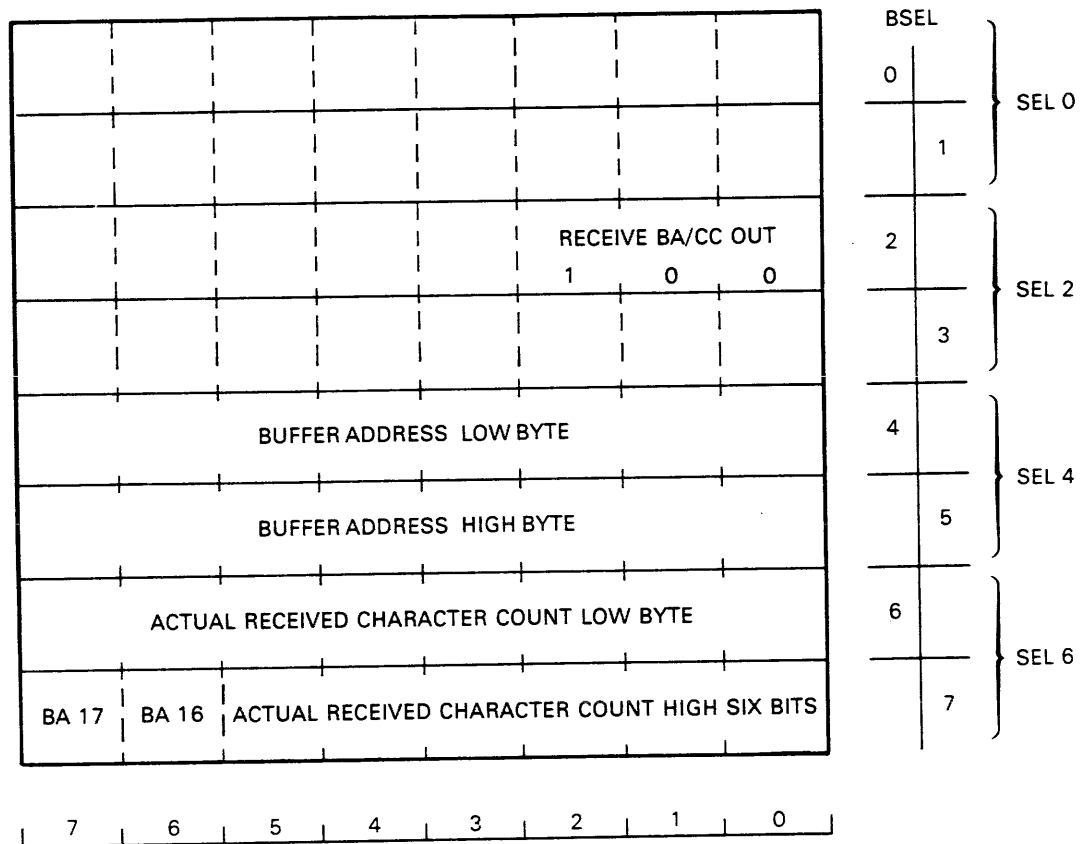 BSEL
0
SEL 0
1
RECEIVE BA/CC OUT
1 0 0
2
SEL 2
3
BUFFER ADDRESS LOW BYTE
4
SEL 4
BUFFER ADDRESS HIGH BYTE
5
ACTUAL RECEIVED CHARACTER COUNT LOW BYTE
6
SEL 6
BA 17 BA 16 ACTUAL RECEIVED CHARACTER COUNT HIGH SIX BITS
7
7 6 5 4 3 2 1 0